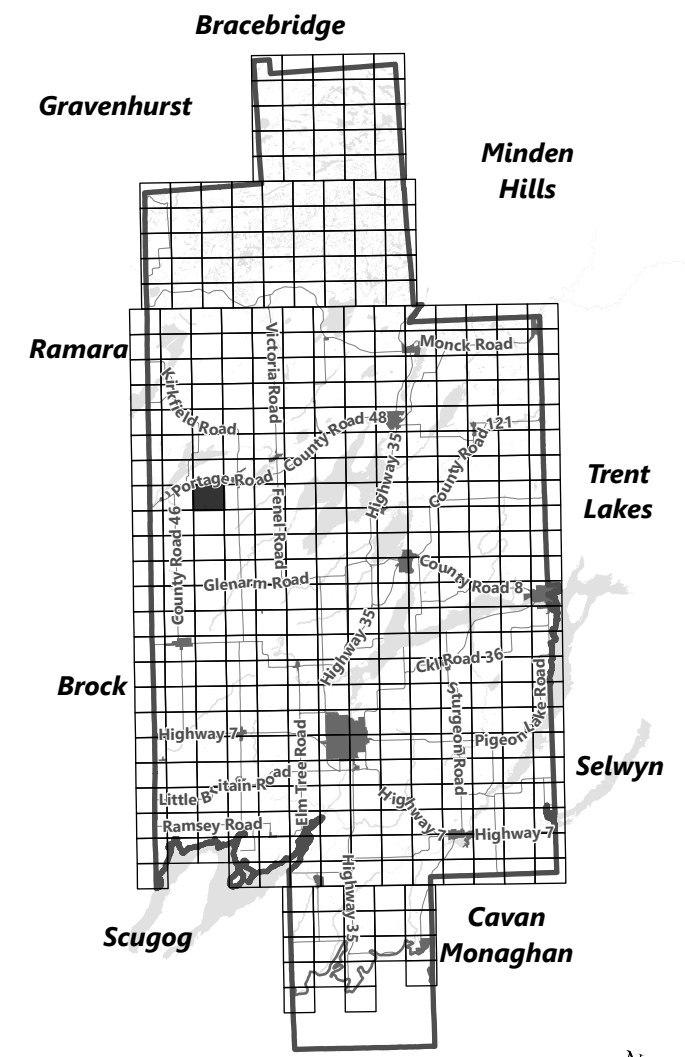 Bracebridge
Gravenhurst
Minden
Hills
Ramara
Victoria Road
Monck Road
Kirkfield Road
County Road 48
County Road 121
Highway 35
Portage Road
Trent
Lakes
County Road 46
Fenel Road
Glenarm Road
County Road 8
Highway 35
Ckl Road 36
Brock
Sturgeon Road
Pigeon Lake Road
Highway 7
Elm Tree Road
Selwyn
Little Britain Road
Highway 7
Highway 7
Ramsey Road
Highway 35
Scugog
Cavan
Monaghan
N